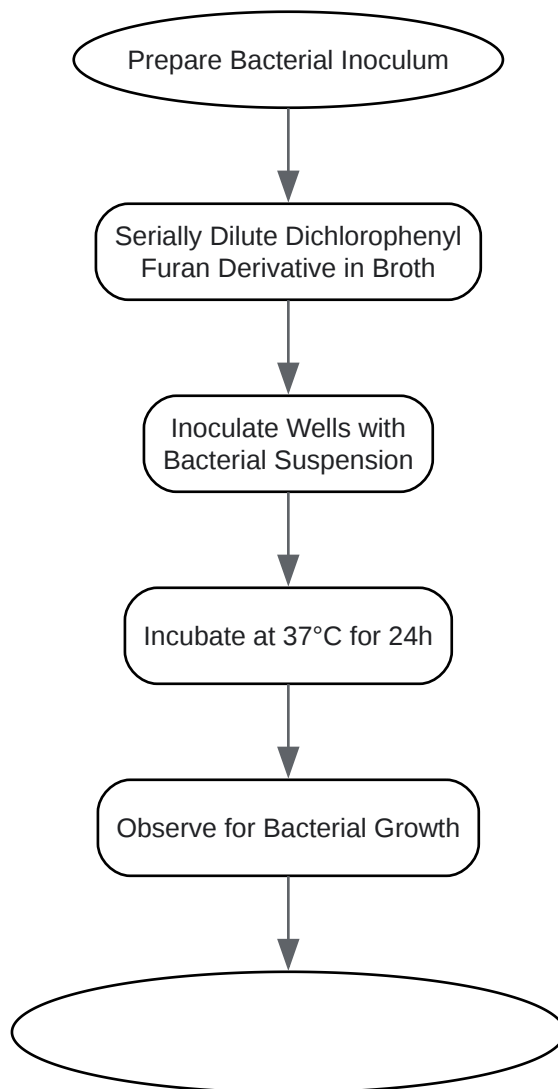 Prepare Bacterial Inoculum
Serially Dilute Dichlorophenyl
Furan Derivative in Broth
Inoculate Wells with
Bacterial Suspension
Incubate at 37°C for 24h
Observe for Bacterial Growth